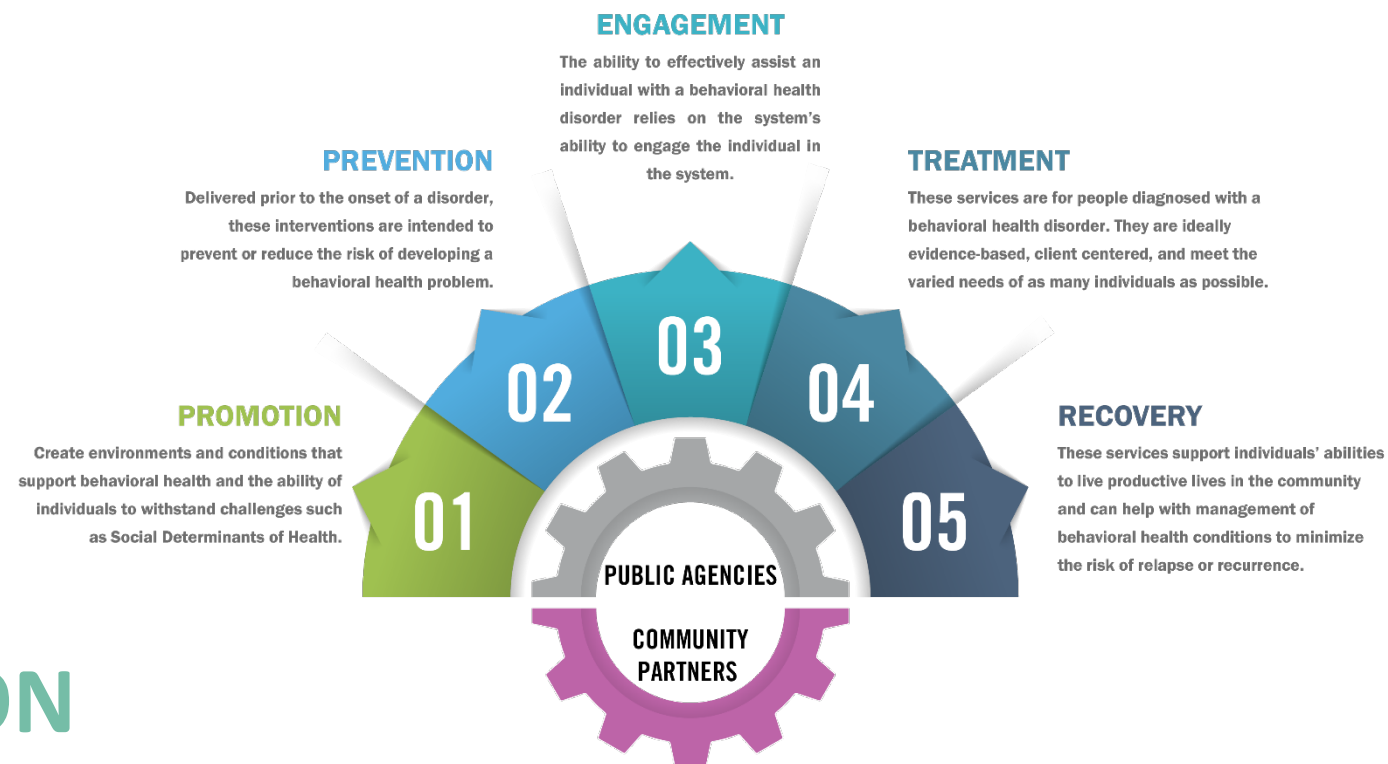 ENGAGEMENT
The ability to effectively assist an
individual with a behavioral health
disorder relies on the system's
ability to engage the individual in
the system.
PREVENTION
Delivered prior to the onset of a disorder,
these interventions are intended to
prevent or reduce the risk of developing a
behavioral health problem.
TREATMENT
These services are for people diagnosed with a
behavioral health disorder. They are ideally
evidence-based, client centered, and meet the
varied needs of as many individuals as possible.
PROMOTION
Create environments and conditions that
support behavioral health and the ability of
individuals to withstand challenges such
as Social Determinants of Health.
RECOVERY
These services support individuals' abilities
to live productive lives in the community
and can help with management of
behavioral health conditions to minimize
the risk of relapse or recurrence.
01
02
03
04
05
PUBLIC AGENCIES
COMMUNITY
PARTNERS
ON